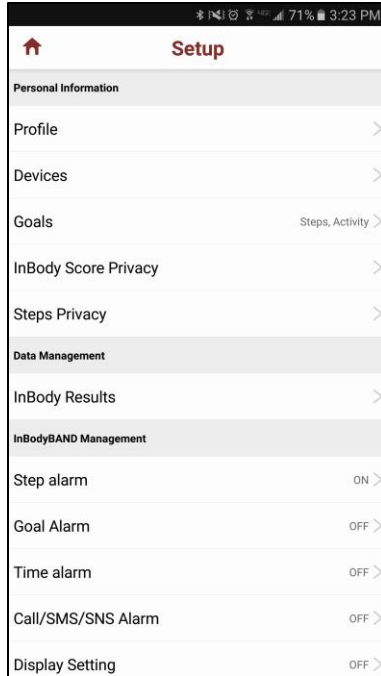 71% 3:23 PM
Setup
Personal Information
Profile
Devices
Goals Steps, Activity
InBody Score Privacy
Steps Privacy
Data Management
InBody Results
InBodyBAND Management
Step alarm ON
Goal Alarm OFF
Time alarm OFF
Call/SMS/SNS Alarm OFF
Display Setting OFF